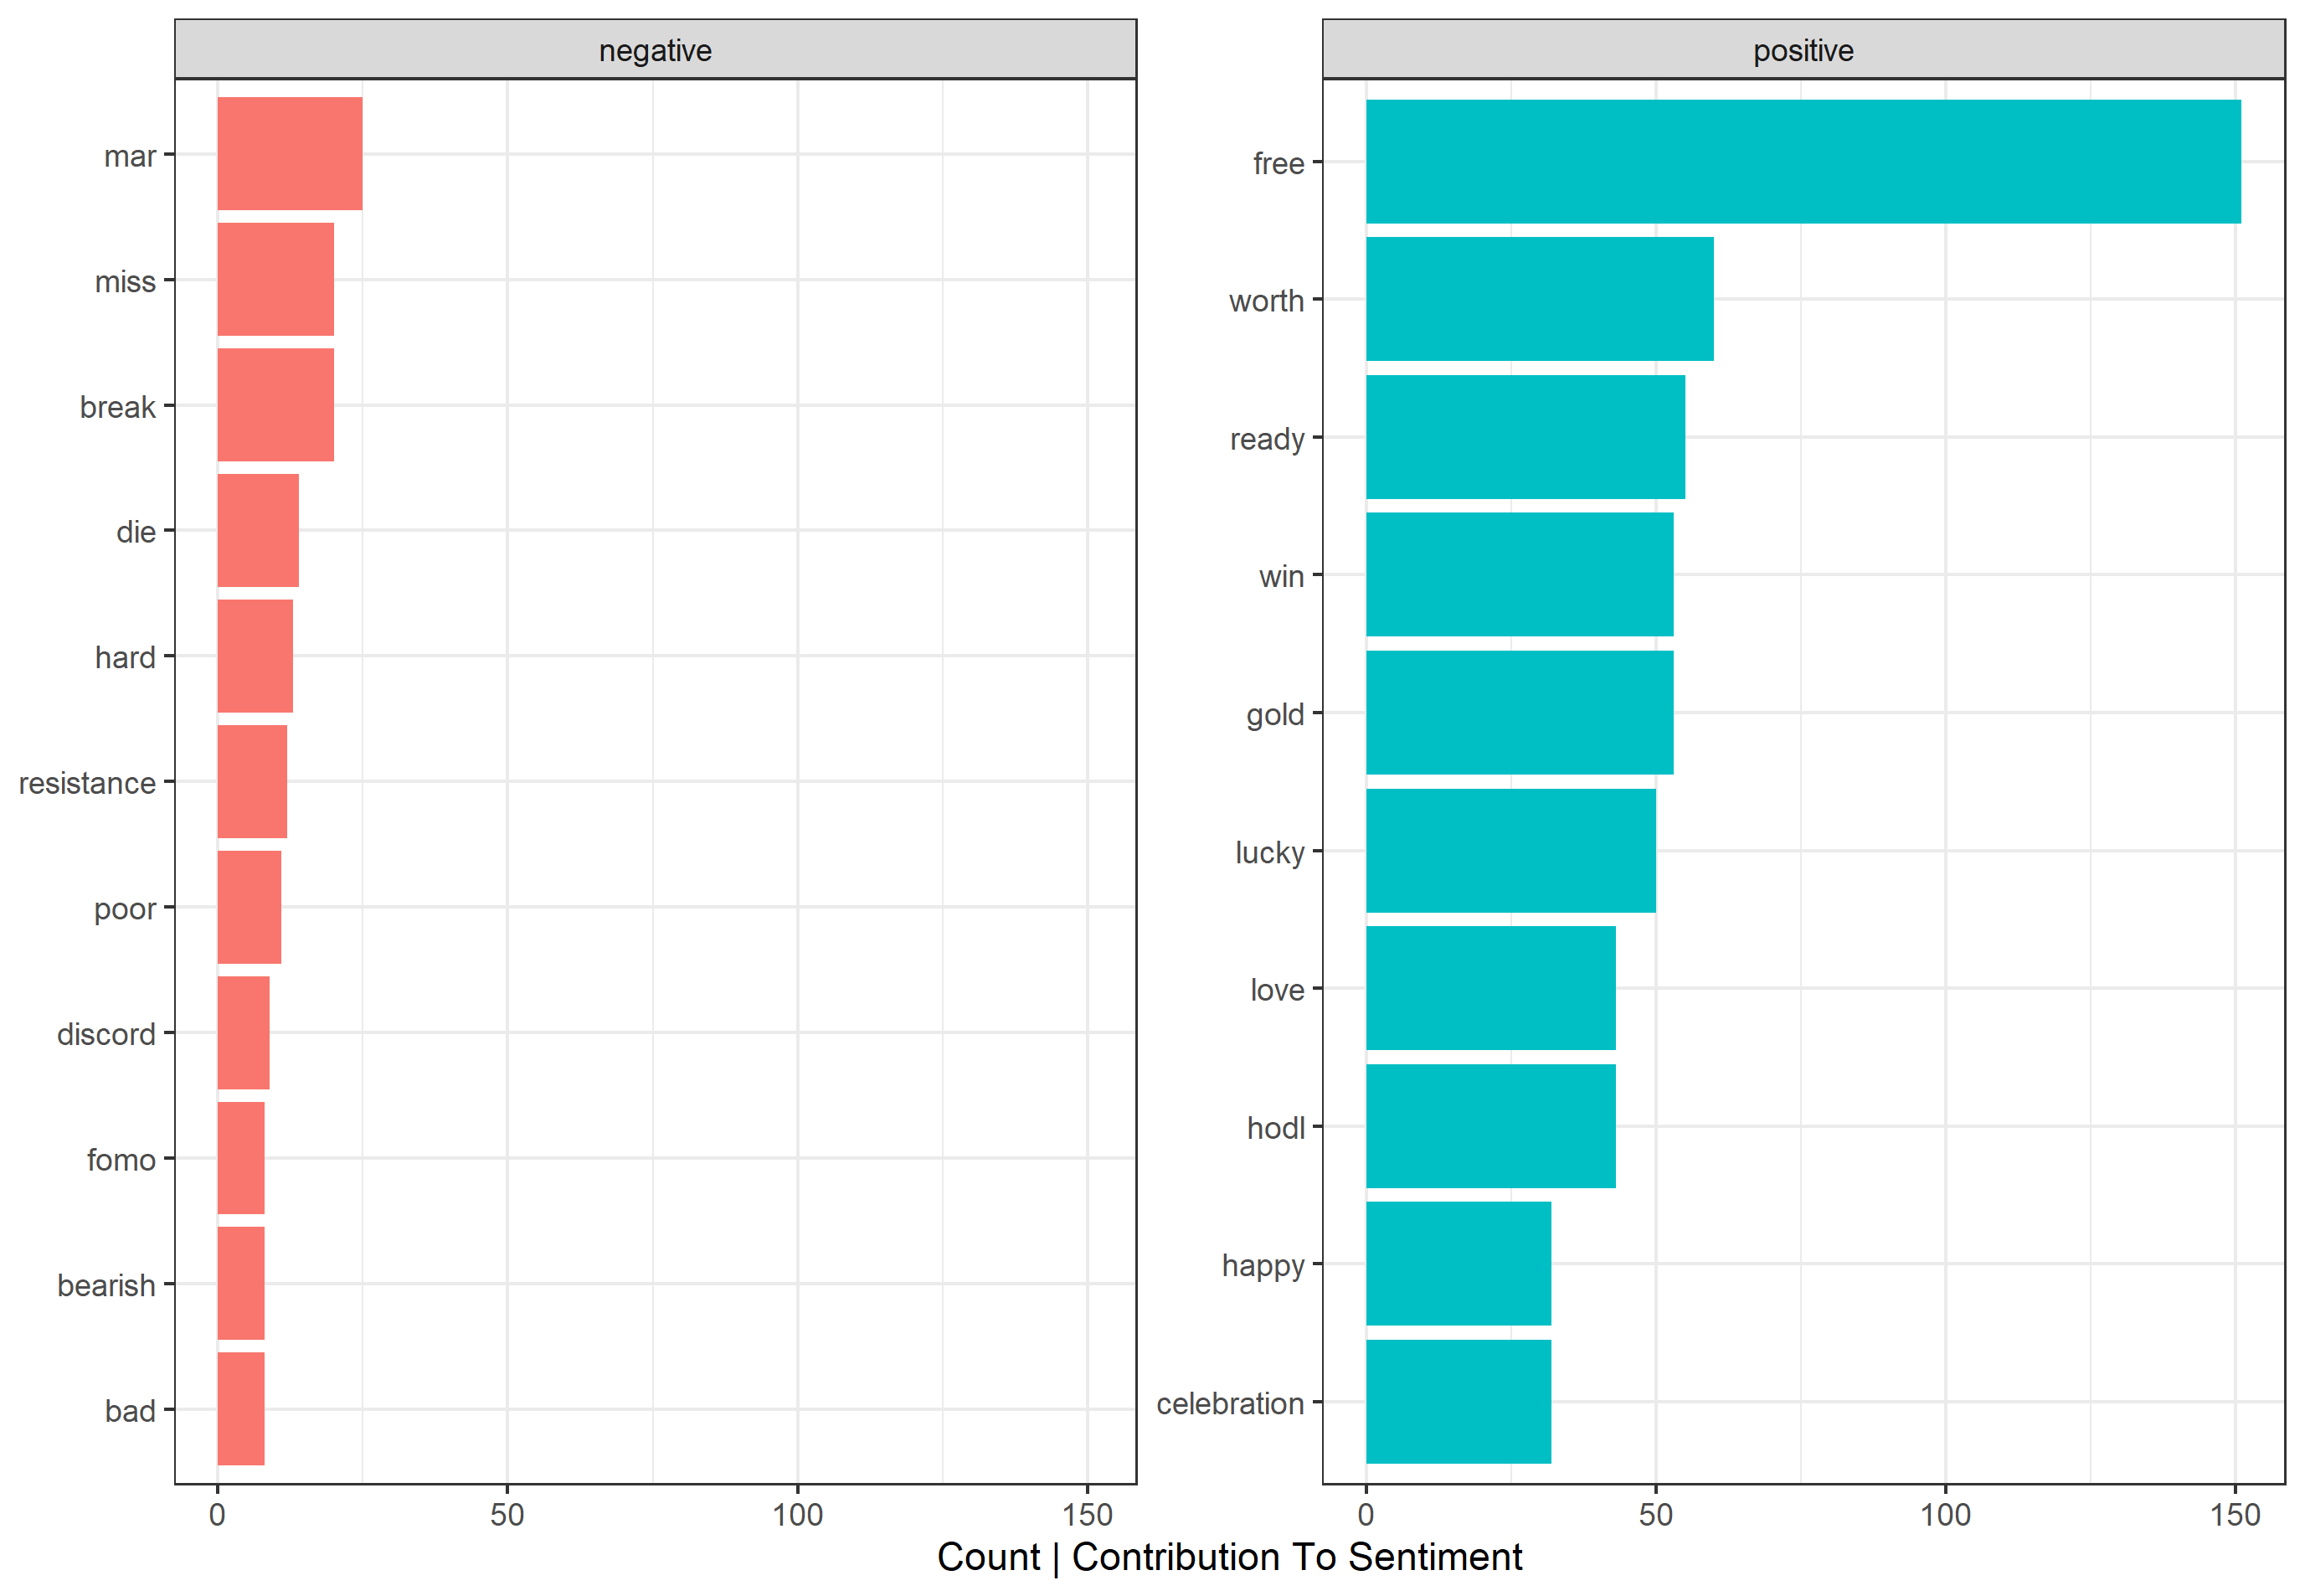 negative
mar
miss
break
die
hard
resistance
poor
discord
fomo
bearish
bad
0 50 100 150
positive
free
worth
ready
win
gold
lucky
love
hodl
happy
celebration
0 50 100 150
Count | Contribution To Sentiment